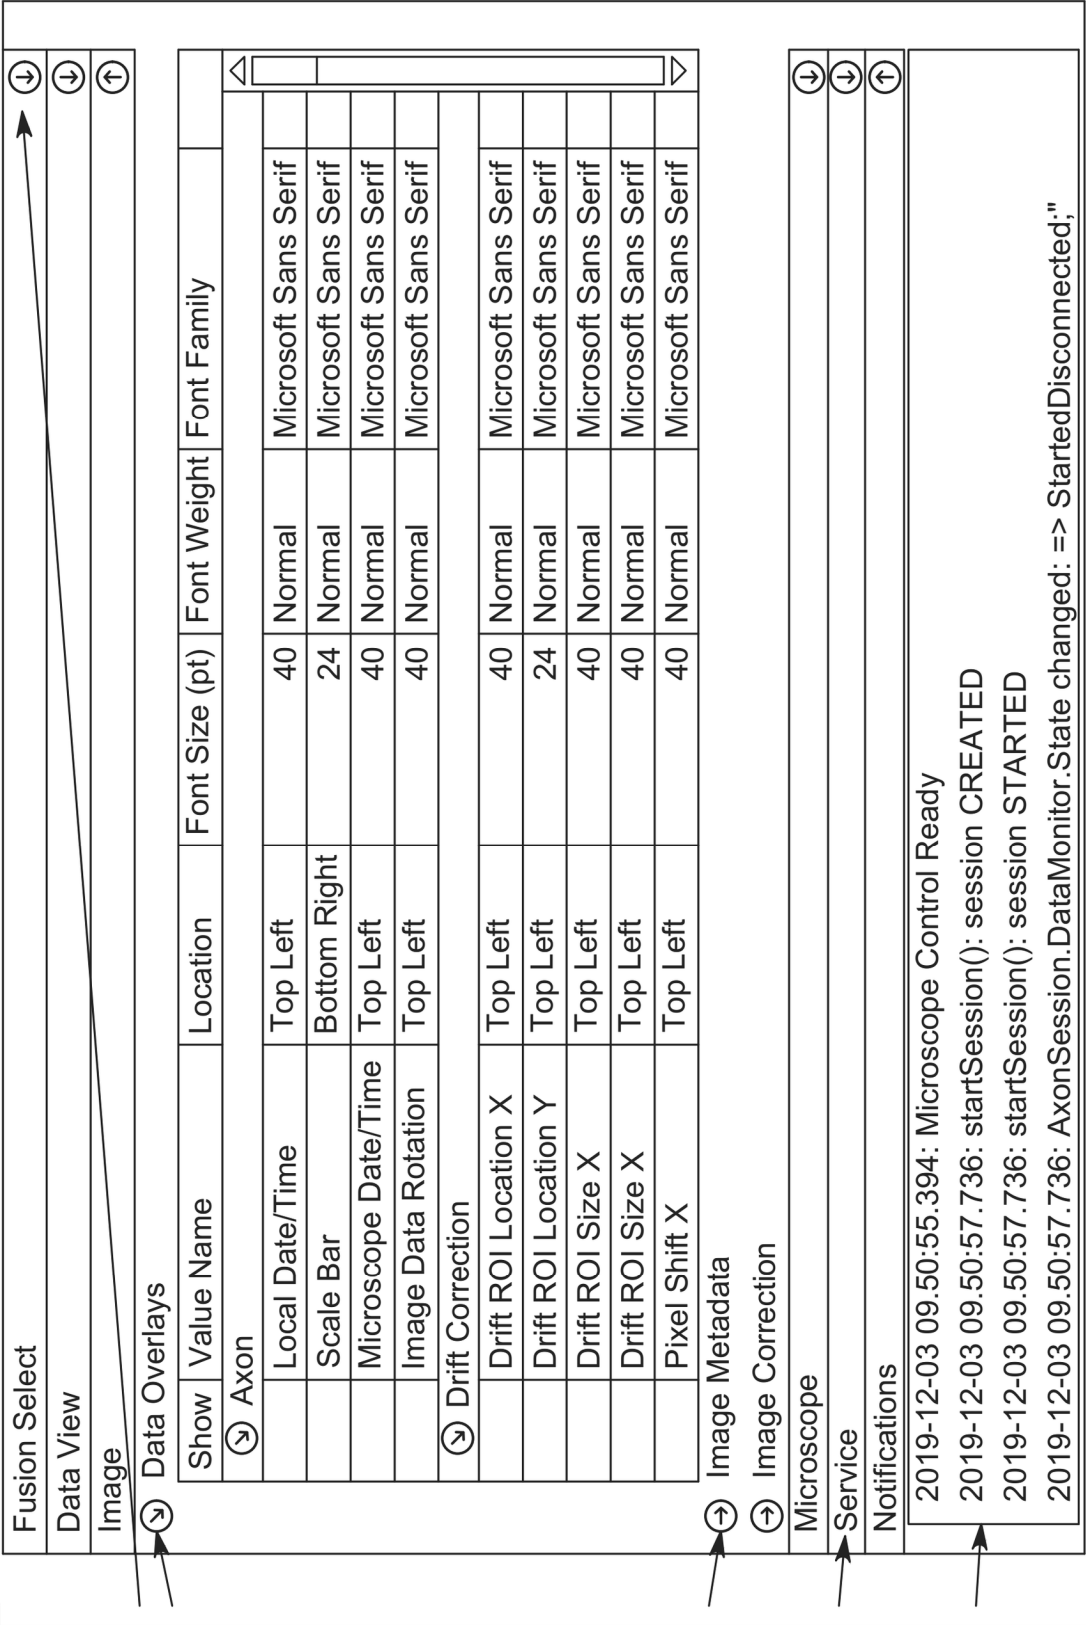 Fusion Select
Data View
Image
Data Overlays
Show Value Name Location Font Size (pt) Font Weight Font Family
Axon
Local Date/Time Top Left 40 Normal Microsoft Sans Serif
Scale Bar Bottom Right 24 Normal Microsoft Sans Serif
Microscope Date/Time Top Left 40 Normal Microsoft Sans Serif
Image Data Rotation Top Left 40 Normal Microsoft Sans Serif
Drift Correction
Drift ROI Location X Top Left 40 Normal Microsoft Sans Serif
Drift ROI Location Y Top Left 24 Normal Microsoft Sans Serif
Drift ROI Size X Top Left 40 Normal Microsoft Sans Serif
Drift ROI Size X Top Left 40 Normal Microsoft Sans Serif
Pixel Shift X Top Left 40 Normal Microsoft Sans Serif
Image Metadata
Image Correction
Microscope
Service
Notifications
2019-12-03 09.50:55.394: Microscope Control Ready
2019-12-03 09.50:57.736: startSession(): session CREATED
2019-12-03 09.50:57.736: startSession(): session STARTED
2019-12-03 09.50:57.736: AxonSession.DataMonitor.State changed: => StartedDisconnected;"